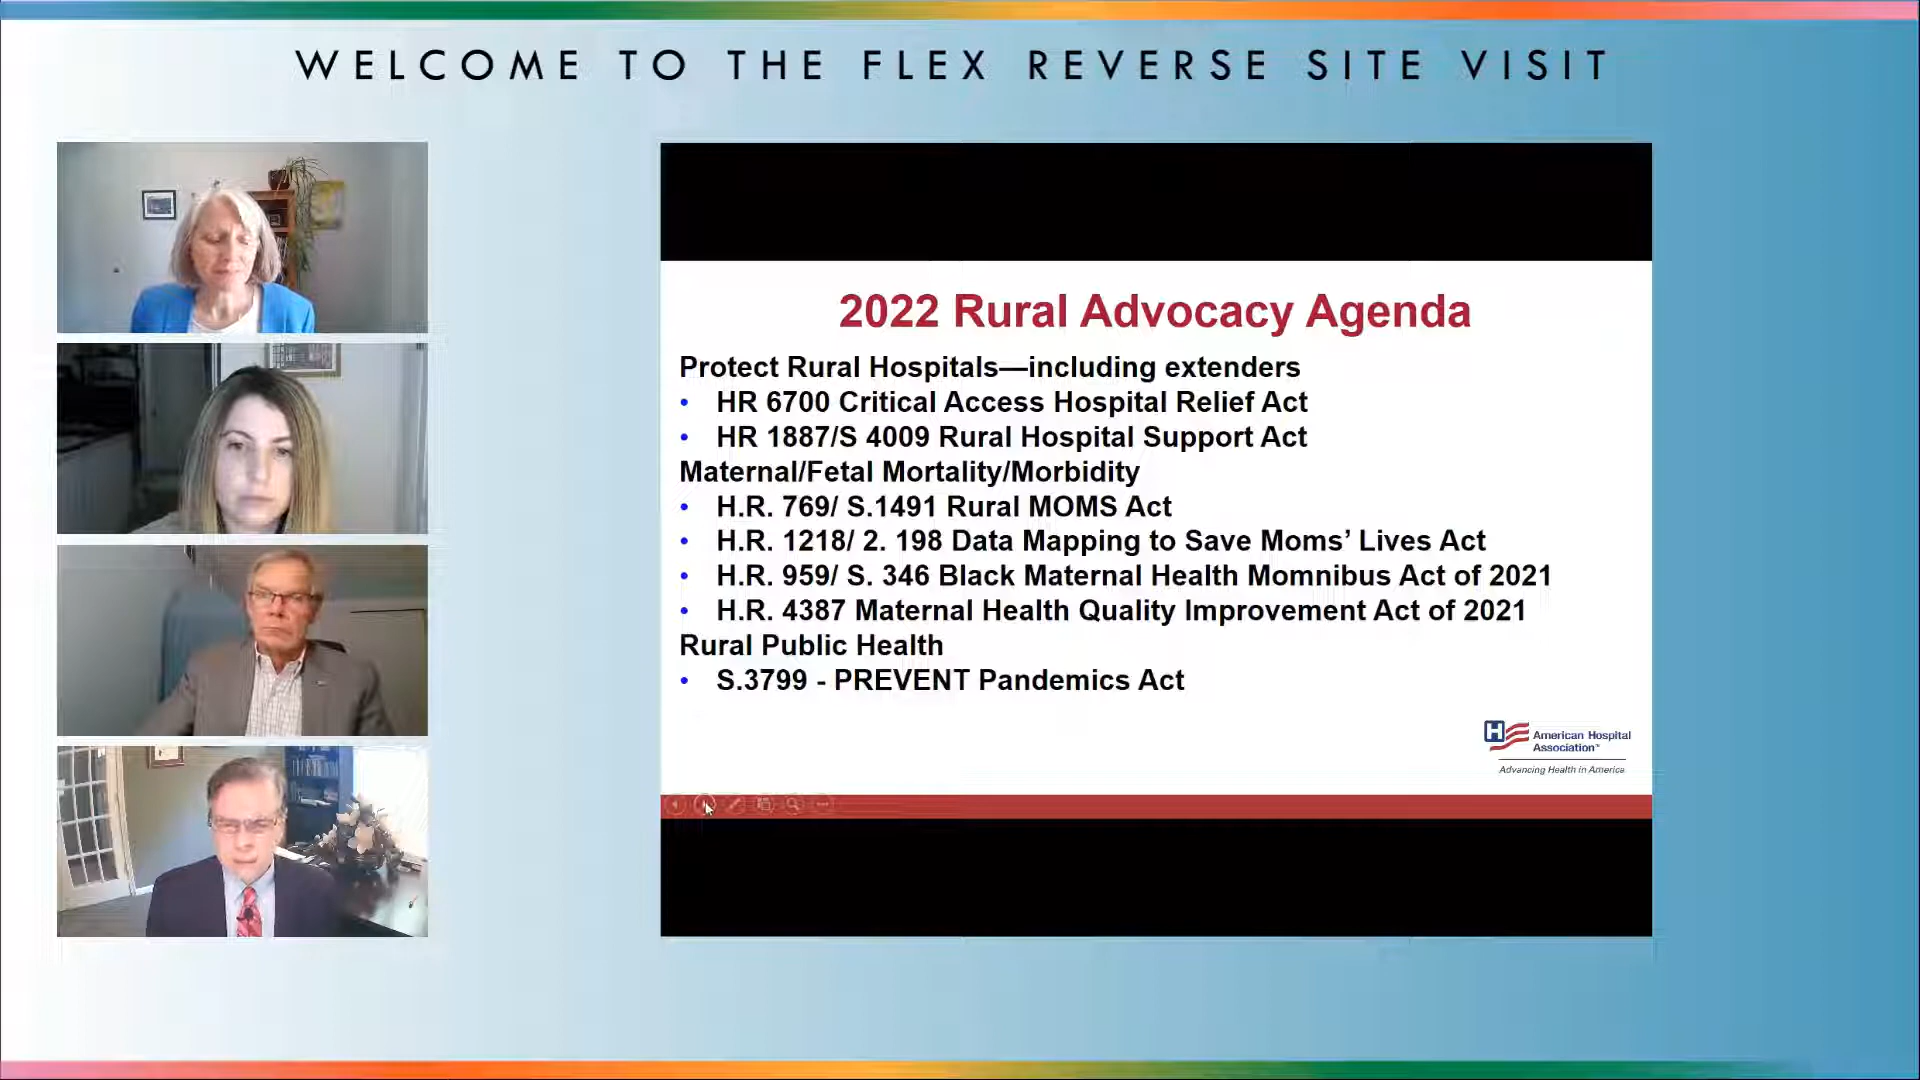 WELCOME TO THE FLEX REVERSE SITE VISIT
2022 Rural Advocacy Agenda
Protect Rural Hospitals—including extenders
• HR 6700 Critical Access Hospital Relief Act
• HR 1887/S 4009 Rural Hospital Support Act
Maternal/Fetal Mortality/Morbidity
• H.R. 769/ S.1491 Rural MOMS Act
• H.R. 1218/ 2. 198 Data Mapping to Save Moms’ Lives Act
• H.R. 959/ S. 346 Black Maternal Health Momnibus Act of 2021
• H.R. 4387 Maternal Health Quality Improvement Act of 2021
Rural Public Health
• S.3799 - PREVENT Pandemics Act
H American Hospital
Association™
Advancing Health in America